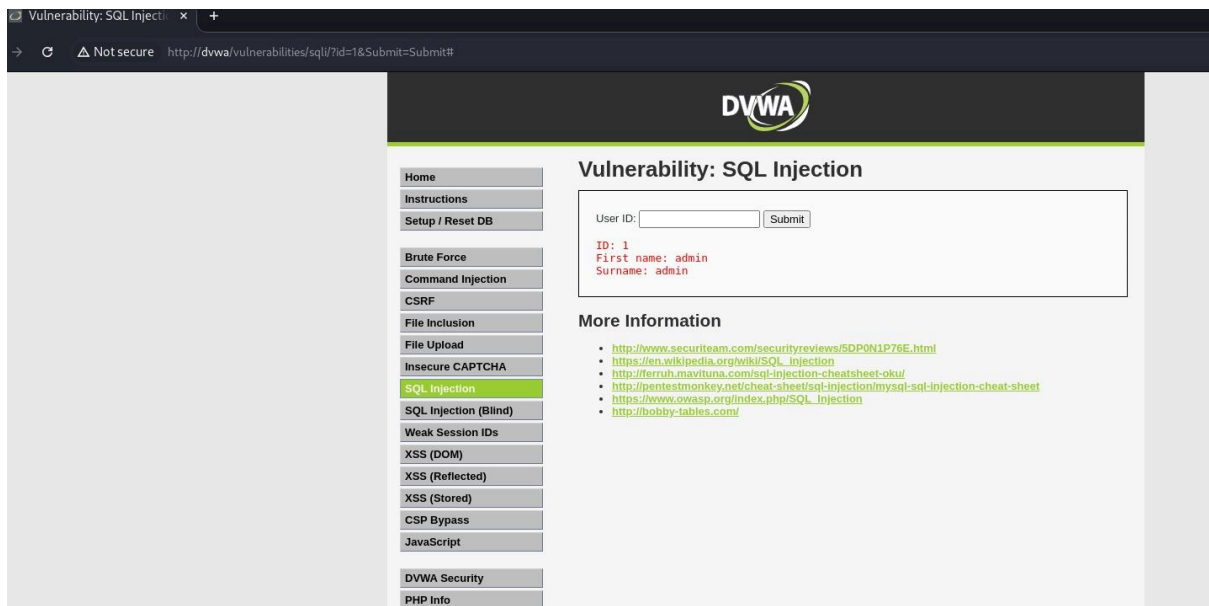 Vulnerability: SQL Injecti
Not secure http://dvwa/vulnerabilities/sqli/?id=1&Submit=Submit#
DVWA
Home
Instructions
Setup / Reset DB
Brute Force
Command Injection
CSRF
File Inclusion
File Upload
Insecure CAPTCHA
SQL Injection
SQL Injection (Blind)
Weak Session IDs
XSS (DOM)
XSS (Reflected)
XSS (Stored)
CSP Bypass
JavaScript
DVWA Security
PHP Info
Vulnerability: SQL Injection
User ID: Submit
ID: 1
First name: admin
Surname: admin
More Information
http://www.securiteam.com/securityreviews/5DP0N1P76E.html
https://en.wikipedia.org/wiki/SQL_injection
http://ferruh.mavituna.com/sql-injection-cheatsheet-oku/
http://pentestmonkey.net/cheat-sheet/sql-injection/mysql-sql-injection-cheat-sheet
https://www.owasp.org/index.php/SQL_Injection
http://bobby-tables.com/